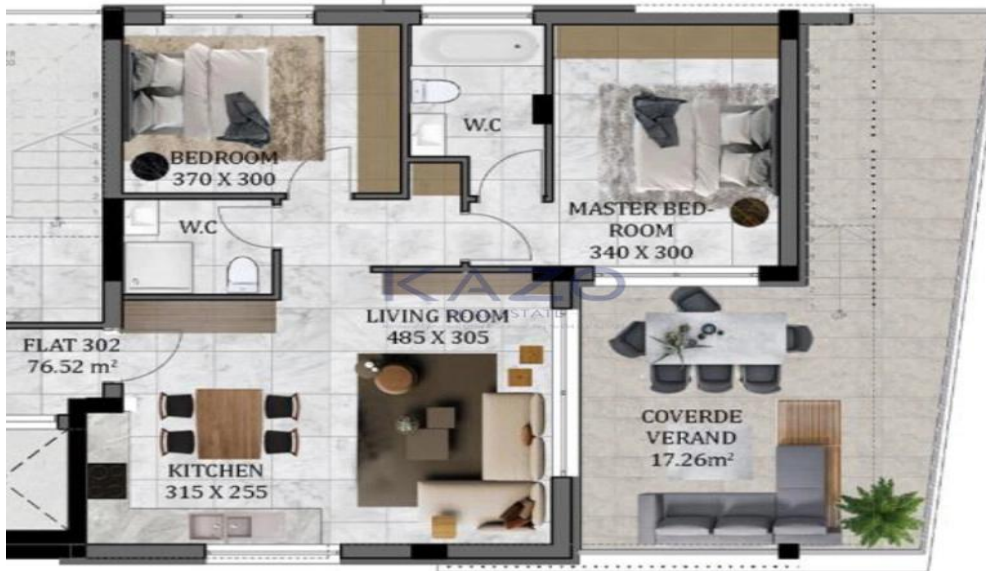 BEDROOM
370 X 300
W.C
W.C
MASTER BED-
ROOM
340 X 300
KAZO
ESTATE
LIVING ROOM
485 X 305
FLAT 302
76.52 m²
KITCHEN
315 X 255
COVERDE
VERAND
17.26m²